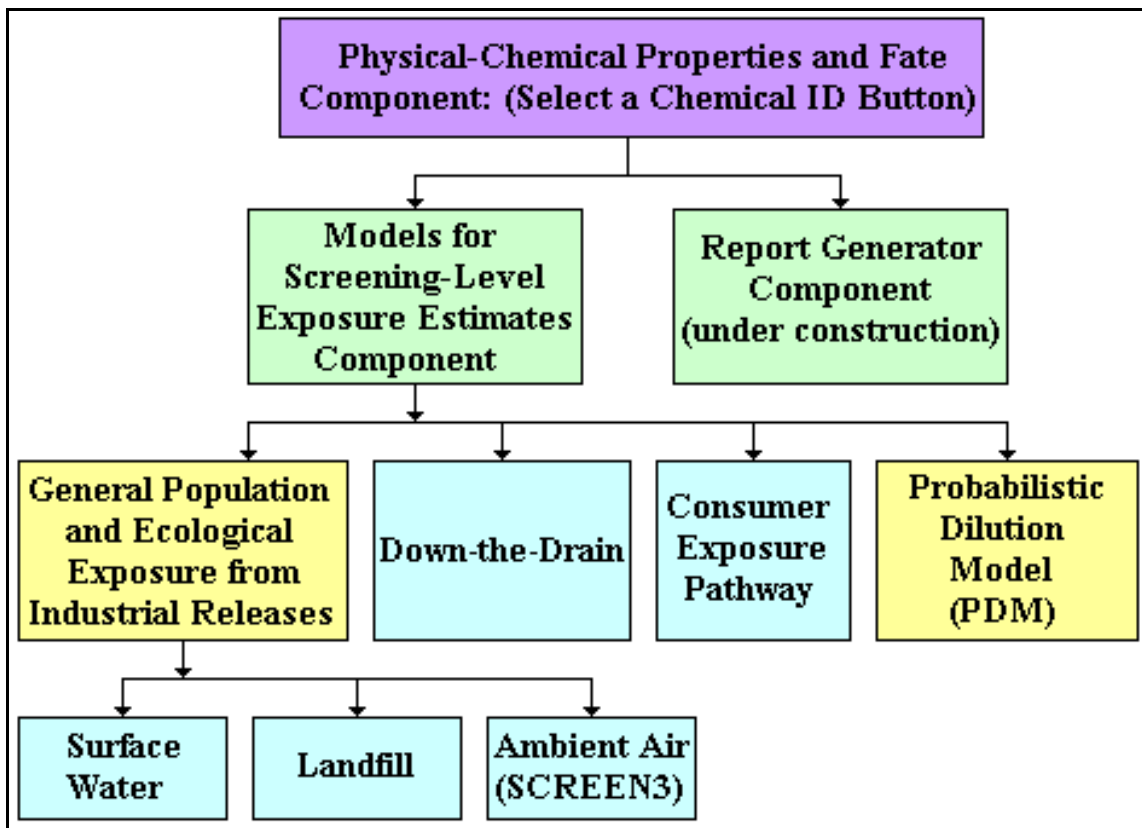 Physical-Chemical Properties and Fate
Component: (Select a Chemical ID Button)
Models for
Screening-Level
Exposure Estimates
Component
Report Generator
Component
(under construction)
General Population
and Ecological
Exposure from
Industrial Releases
Down-the-Drain
Consumer
Exposure
Pathway
Probabilistic
Dilution
Model
(PDM)
Surface
Water
Landfill
Ambient Air
(SCREEN3)